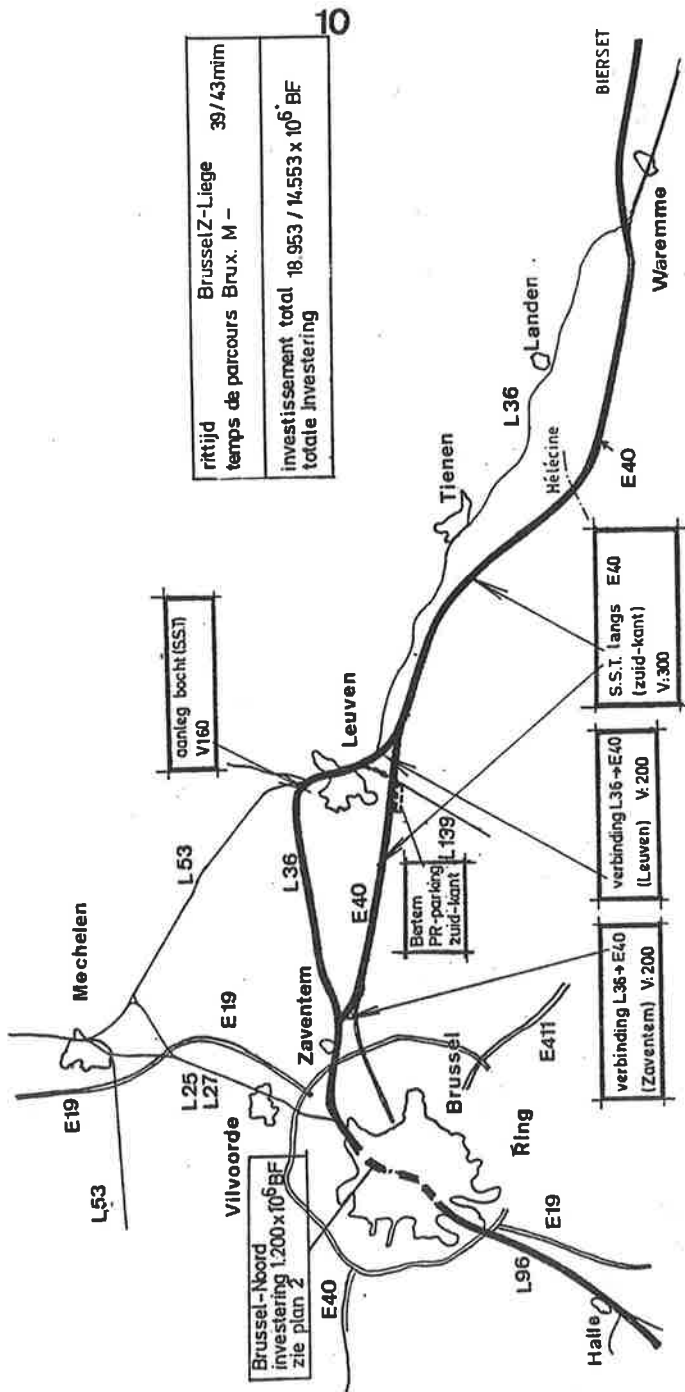 10
rittijd BrusselZ-Liege 39/43mim
temps de parcours Brux. M –
investissement total 18.953 / 14.553 x 10⁶ BF
totale Investering
BIERSET
Waremme
Landen
L36
Tienen
Hélécine
E40
aanleg bocht (S.S.T)
V160
Leuven
L53
L36
E40
L139
Bertem
PR-parking
zuid-kant
S.S.T. langs E40
(zuid-kant)
V:300
verbinding L36→E40
(Leuven) V:200
verbinding L36→E40
(Zaventem) V:200
Mechelen
E19
E19
L53
L25
L27
Zaventem
Vilvoorde
Brussel
Ring
E411
Brussel-Noord
investering 1.200x10⁶BF
zie plan 2
E40
E19
L96
Halle